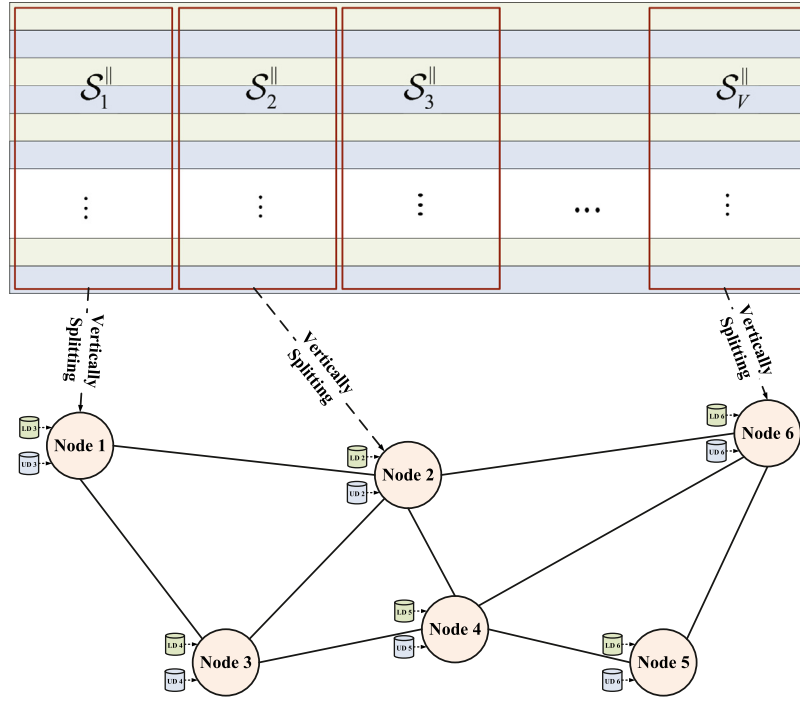 𝒮₁^∥ 𝒮₂^∥ 𝒮₃^∥ 𝒮_V^∥
⋮ ⋮ ⋮ … ⋮
Vertically
Splitting
Vertically
Splitting
Vertically
Splitting
LD 3
UD 3
Node 1
LD 2
UD 2
Node 2
LD 6
UD 6
Node 6
LD 4
UD 4
Node 3
LD 5
UD 5
Node 4
LD 6
UD 6
Node 5